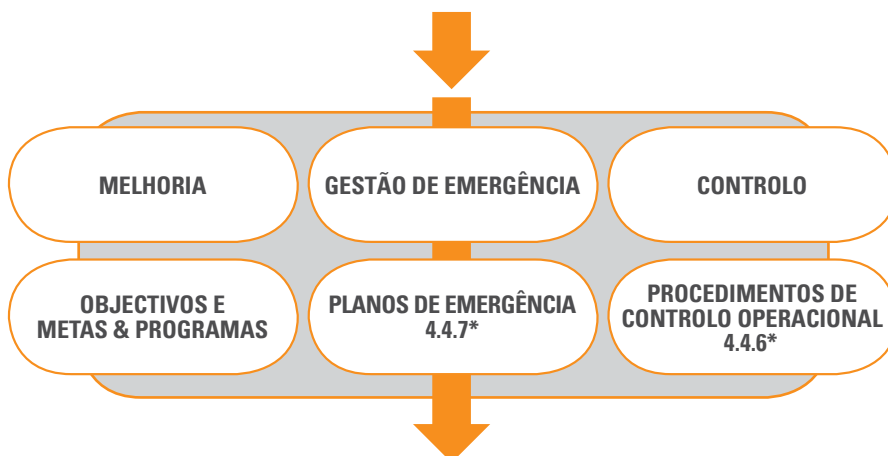 MELHORIA
GESTÃO DE EMERGÊNCIA
CONTROLO
OBJECTIVOS E
METAS & PROGRAMAS
PLANOS DE EMERGÊNCIA
4.4.7*
PROCEDIMENTOS DE
CONTROLO OPERACIONAL
4.4.6*